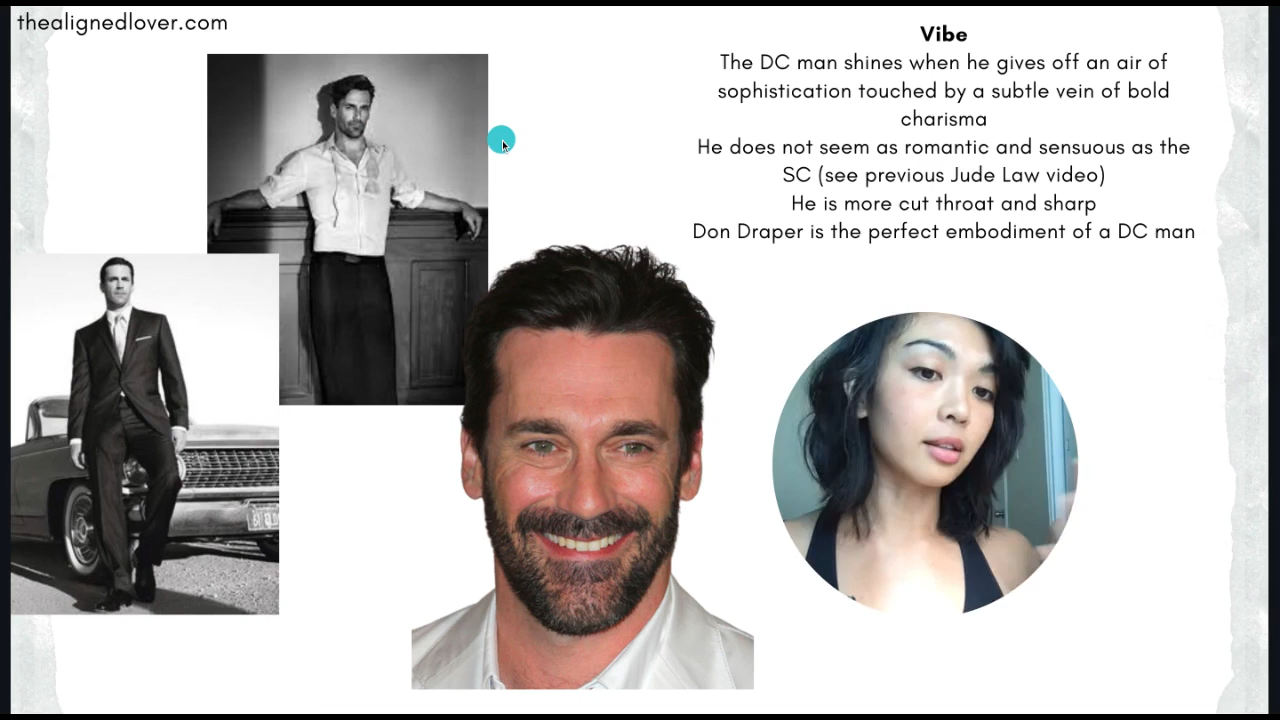 thealignedlover.com
Vibe
The DC man shines when he gives off an air of
sophistication touched by a subtle vein of bold
charisma
He does not seem as romantic and sensuous as the
SC (see previous Jude Law video)
He is more cut throat and sharp
Don Draper is the perfect embodiment of a DC man